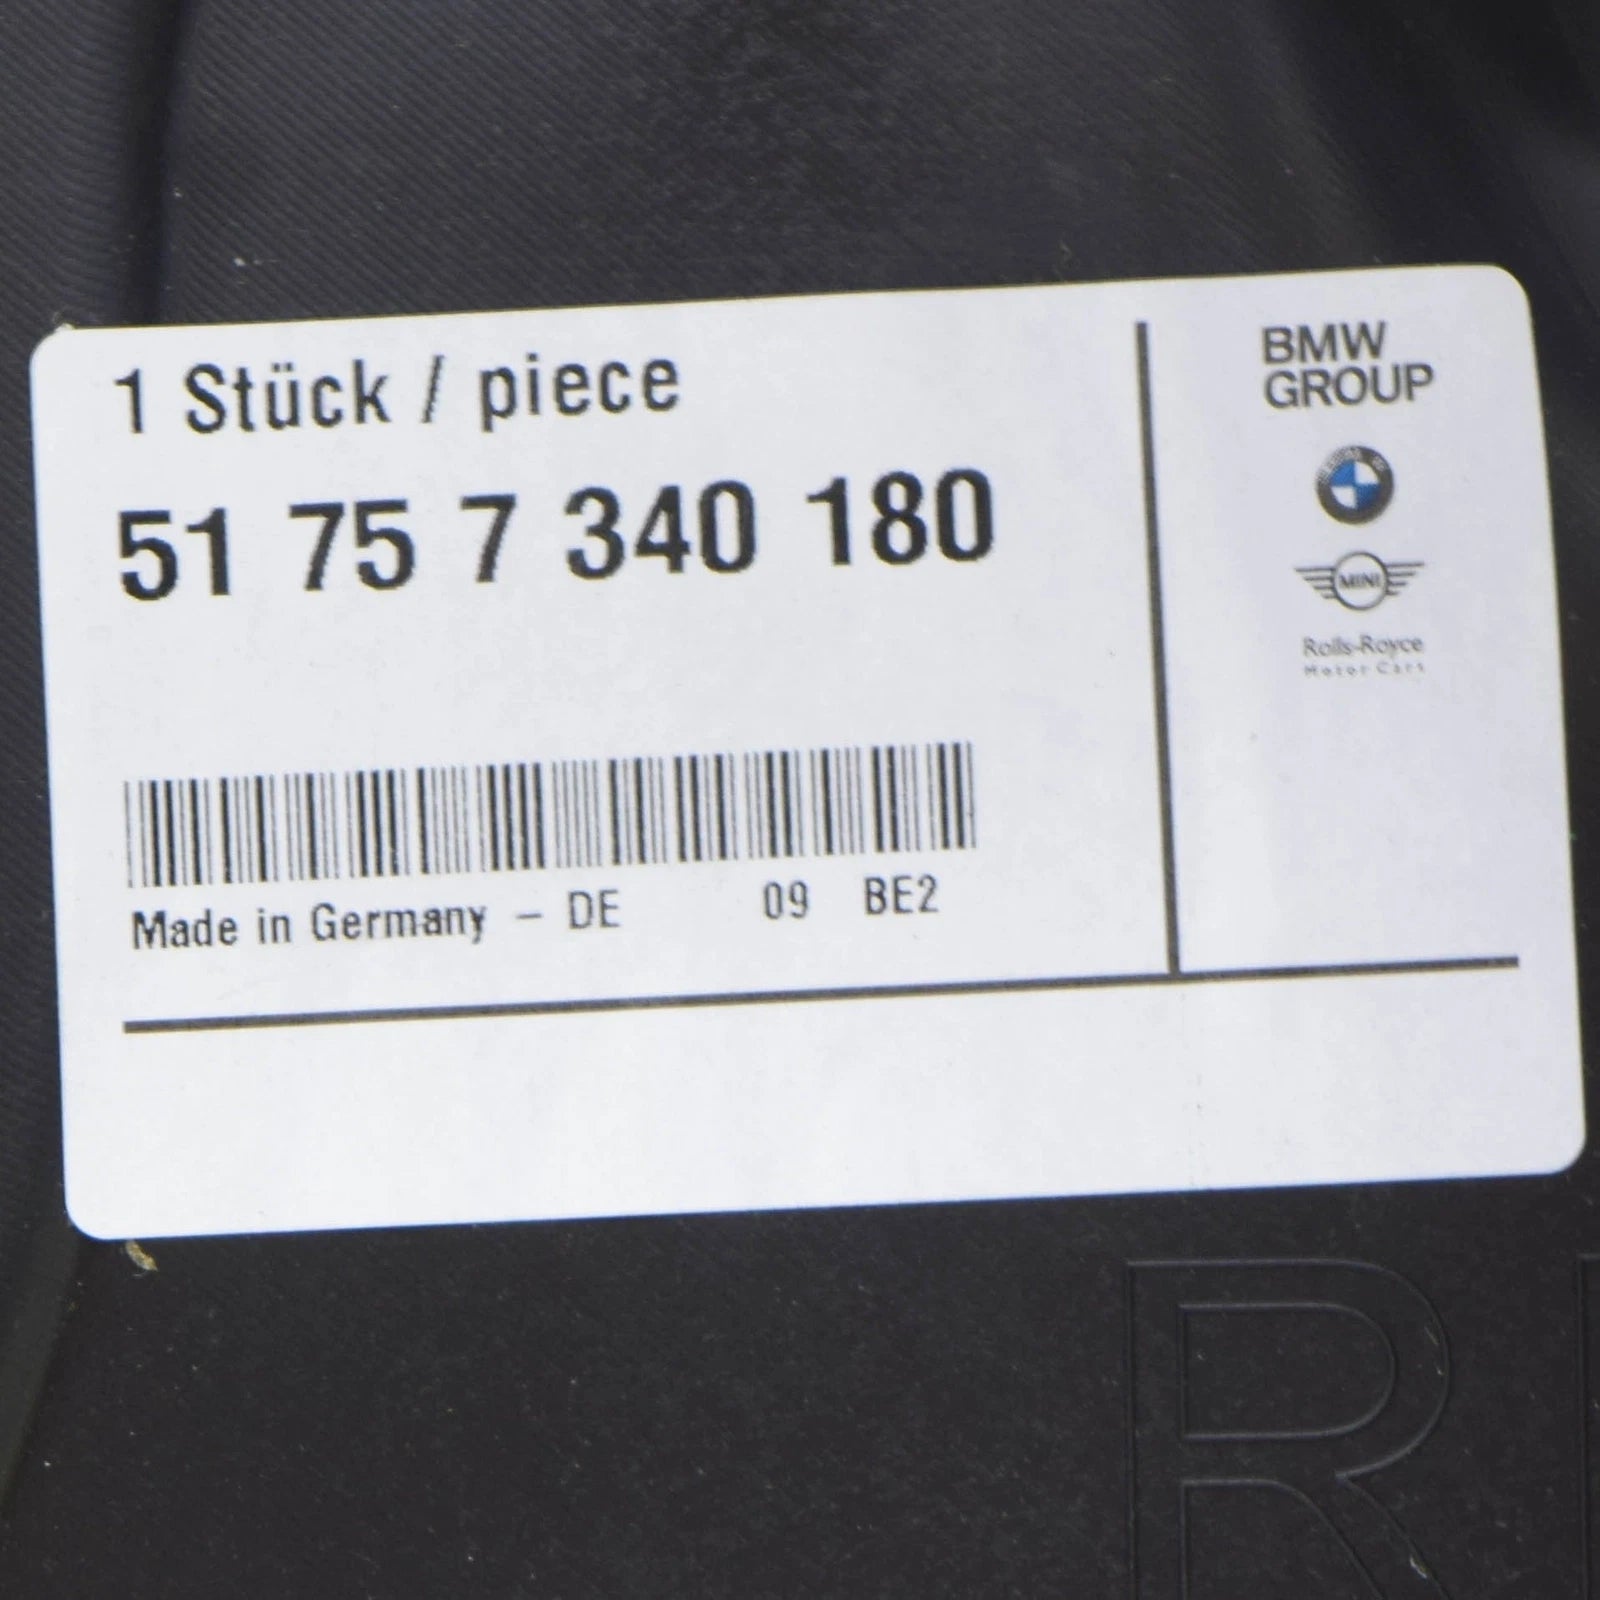 1 Stück / piece
51 75 7 340 180
Made in Germany - DE 09 BE2
BMW
GROUP
MINI
Rolls-Royce
Motor Cars
R